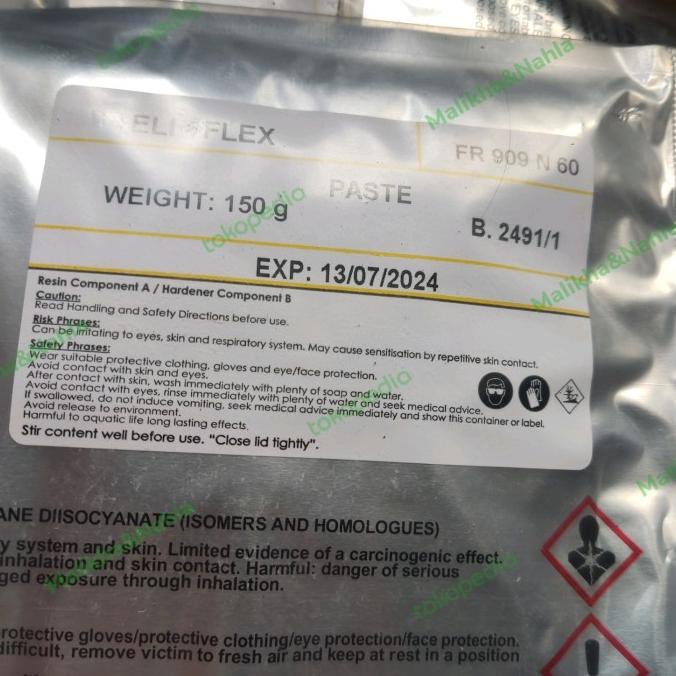 FLEX
FR 909 N 60
PASTE
WEIGHT: 150 g
B. 2491/1
EXP: 13/07/2024
Resin Component A / Hardener Component B
Caution:
Read Handling and Safety Directions before use.
Risk Phrases:
Can be irritating to eyes, skin and respiratory system. May cause sensitisation by repetitive skin contact.
Safety Phrases:
Wear suitable protective clothing, gloves and eye/face protection.
Avoid contact with skin and eyes.
After contact with skin, wash immediately with plenty of soap and water.
Avoid contact with eyes, rinse immediately with plenty of water and seek medical advice.
If swallowed, do not induce vomiting, seek medical advice immediately and show this container or label.
Avoid release to environment.
Harmful to aquatic life long lasting effects.
Stir content well before use. "Close lid tightly".
ANE DIISOCYANATE (ISOMERS AND HOMOLOGUES)
y system and skin. Limited evidence of a carcinogenic effect.
inhalation and skin contact. Harmful: danger of serious
ged exposure through inhalation.
rotective gloves/protective clothing/eye protection/face protection.
difficult, remove victim to fresh air and keep at rest in a position
tokopedia
Malikha&Nahla
tokopedia
Malikha&Nahla
tokopedia
tokopedia